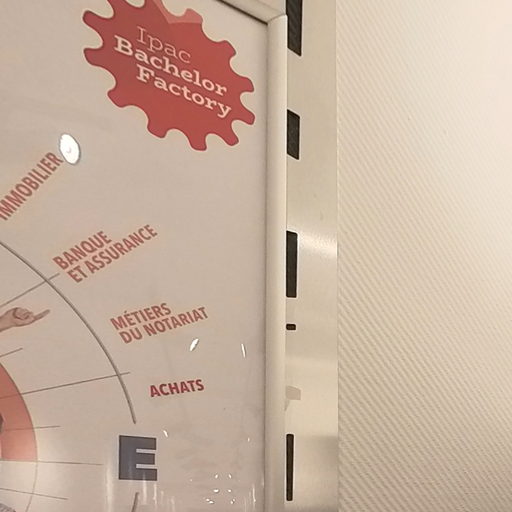 Ipac
Bachelor
Factory
IMMOBILIER
BANQUE
ET ASSURANCE
MÉTIERS
DU NOTARIAT
ACHATS
E